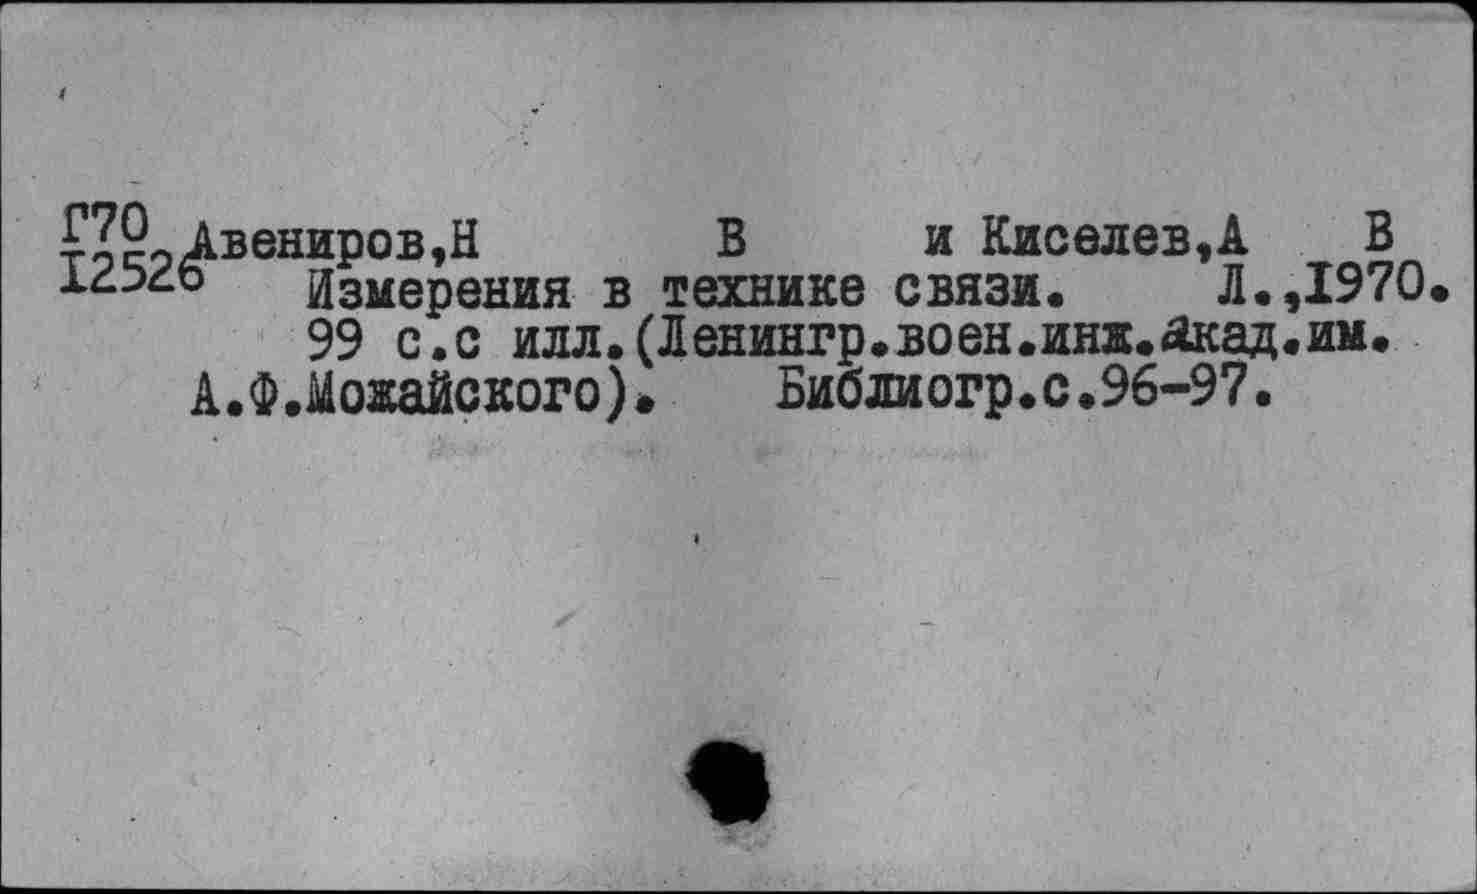 Г70 Авениров,Н В и Киселев,А В
12526 Измерения в технике связи. Л.,1970.
99 с.с илл.(Ленингр.воен.инж.Акад.им.
А.Ф.Можайского). Библиогр.с.96-97.